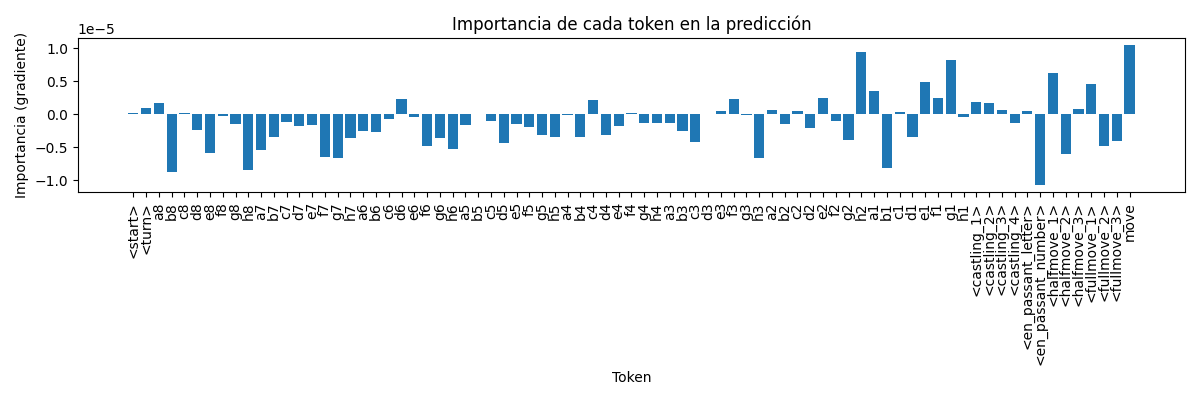 Importancia de cada token en la predicción
1e−5
1.0
0.5
0.0
−0.5
−1.0
Importancia (gradiente)
<start>
<turn>
a8
b8
c8
d8
e8
f8
g8
h8
a7
b7
c7
d7
e7
f7
g7
h7
a6
b6
c6
d6
e6
f6
g6
h6
a5
b5
c5
d5
e5
f5
g5
h5
a4
b4
c4
d4
e4
f4
g4
h4
a3
b3
c3
d3
e3
f3
g3
h3
a2
b2
c2
d2
e2
f2
g2
h2
a1
b1
c1
d1
e1
f1
g1
h1
<castling_1>
<castling_2>
<castling_3>
<castling_4>
<en_passant_letter>
<en_passant_number>
<halfmove_1>
<halfmove_2>
<halfmove_3>
<fullmove_1>
<fullmove_2>
<fullmove_3>
move
Token